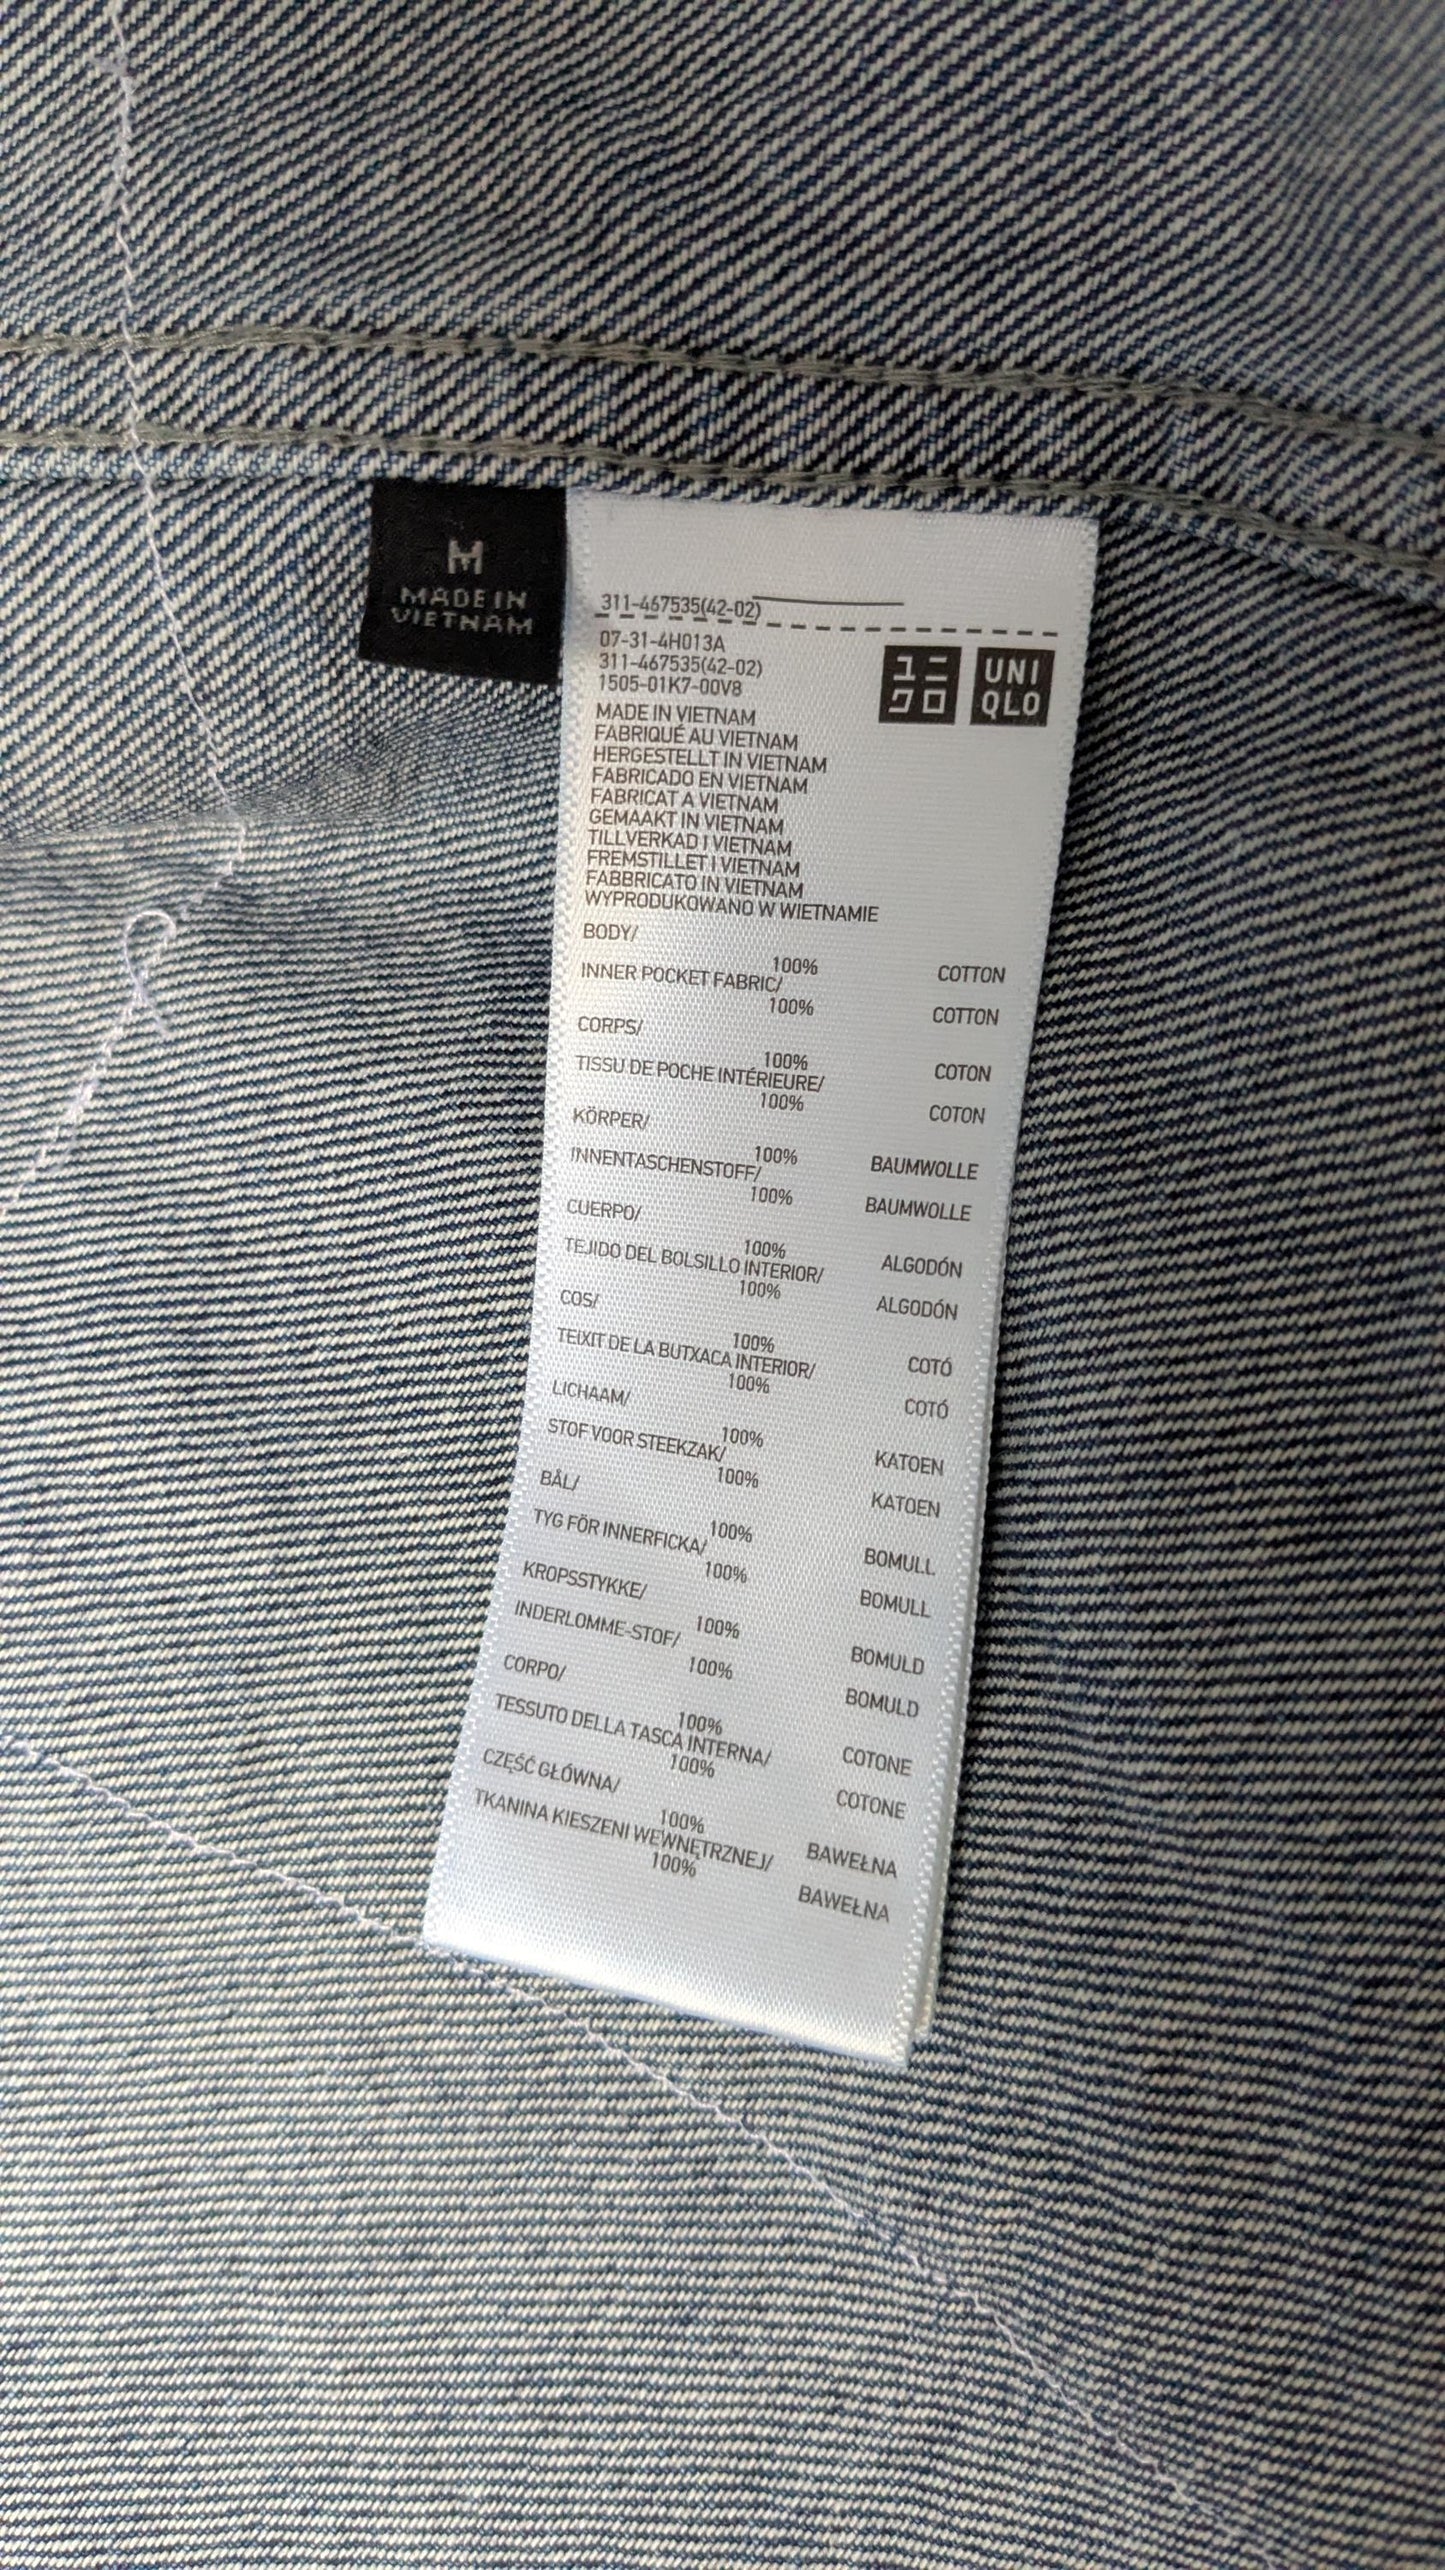 M
MADE IN
VIETNAM
311-467535(42-02)
07-31-4H013A
311-467535(42-02)
1505-01K7-00V8
ユニ
クロ
UNI
QLO
MADE IN VIETNAM
FABRIQUÉ AU VIETNAM
HERGESTELLT IN VIETNAM
FABRICADO EN VIETNAM
FABRICAT A VIETNAM
GEMAAKT IN VIETNAM
TILLVERKAD I VIETNAM
FREMSTILLET I VIETNAM
FABBRICATO IN VIETNAM
WYPRODUKOWANO W WIETNAMIE
BODY/
100% COTTON
INNER POCKET FABRIC/
100% COTTON
CORPS/
100% COTON
TISSU DE POCHE INTÉRIEURE/
100% COTON
KÖRPER/
100% BAUMWOLLE
INNENTASCHENSTOFF/
100% BAUMWOLLE
CUERPO/
100% ALGODÓN
TEJIDO DEL BOLSILLO INTERIOR/
100% ALGODÓN
COS/
100% COTÓ
TEIXIT DE LA BUTXACA INTERIOR/
100% COTÓ
LICHAAM/
100% KATOEN
STOF VOOR STEEKZAK/
100% KATOEN
BÅL/
100% BOMULL
TYG FÖR INNERFICKA/
100% BOMULL
KROPSSTYKKE/
100% BOMULD
INDERLOMME-STOF/
100% BOMULD
CORPO/
100% COTONE
TESSUTO DELLA TASCA INTERNA/
100% COTONE
CZĘŚĆ GŁÓWNA/
100% BAWEŁNA
TKANINA KIESZENI WEWNĘTRZNEJ/
100% BAWEŁNA